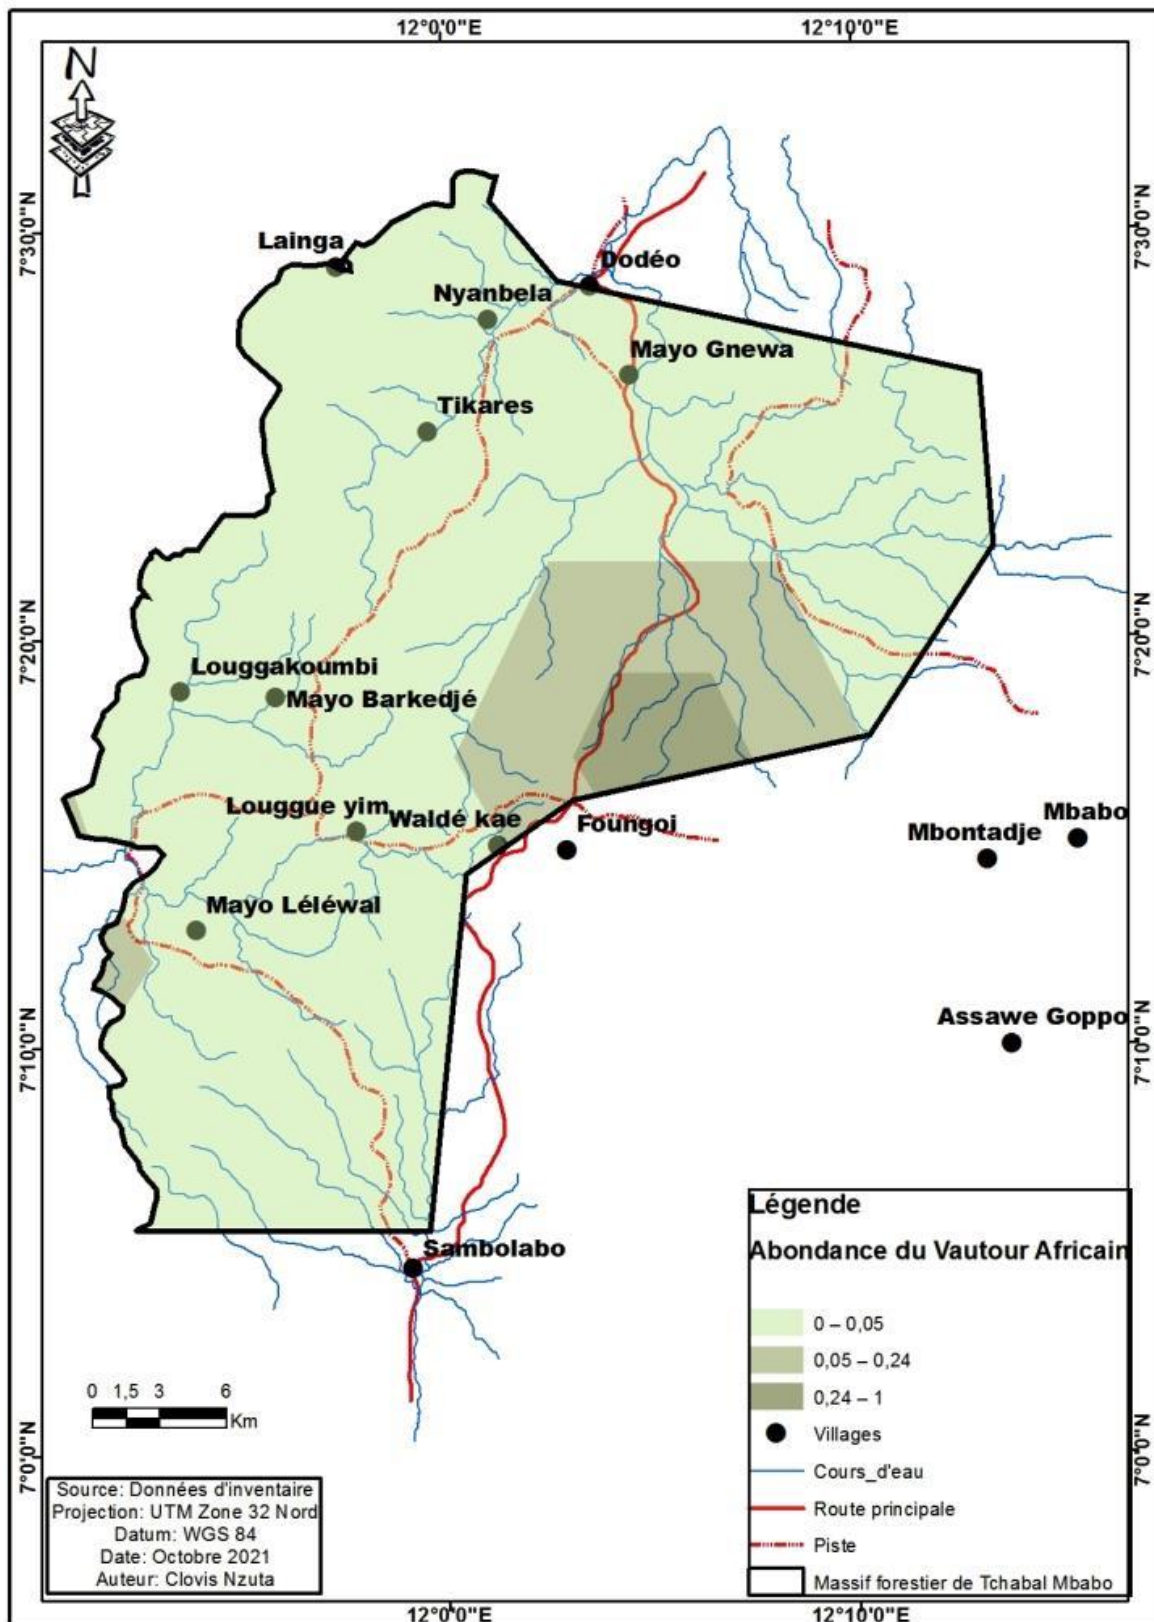 12°0'0"E
12°10'0"E
N
7°30'0"N
7°30'0"N
Lainga
Dodéo
Nyanbela
Mayo Gnewa
Tikares
7°20'0"N
7°20'0"N
Louggakoumbi
Mayo Barkedjé
Louggue yim
Waldé kae
Foungoi
Mbontadje
Mbabo
Mayo Léléwal
Assawe Goppo
7°10'0"N
7°10'0"N
Sambolabo
Légende
Abondance du Vautour Africain
0 – 0,05
0,05 – 0,24
0,24 – 1
Villages
Cours_d'eau
Route principale
Piste
Massif forestier de Tchabal Mbabo
0 1,5 3 6
Km
7°0'0"N
7°0'0"N
Source: Données d'inventaire
Projection: UTM Zone 32 Nord
Datum: WGS 84
Date: Octobre 2021
Auteur: Clovis Nzuta
12°0'0"E
12°10'0"E